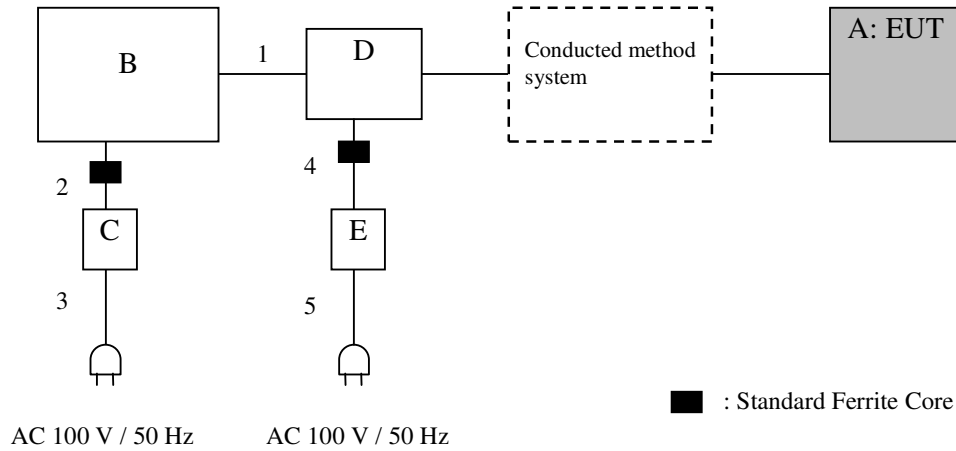 A: EUT
B
1
D
Conducted method
system
2
4
C
E
3
5
: Standard Ferrite Core
AC 100 V / 50 Hz
AC 100 V / 50 Hz